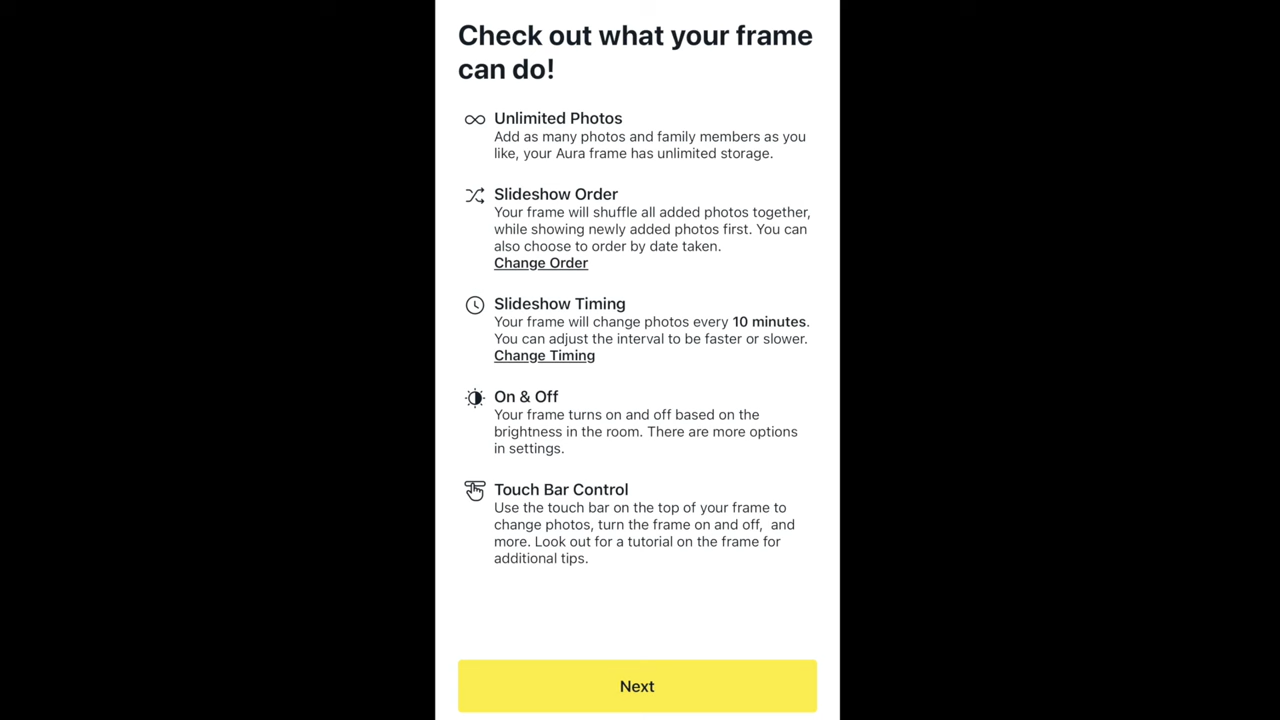 Check out what your frame
can do!
Unlimited Photos
Add as many photos and family members as you
like, your Aura frame has unlimited storage.
Slideshow Order
Your frame will shuffle all added photos together,
while showing newly added photos first. You can
also choose to order by date taken.
Change Order
Slideshow Timing
Your frame will change photos every 10 minutes.
You can adjust the interval to be faster or slower.
Change Timing
On & Off
Your frame turns on and off based on the
brightness in the room. There are more options
in settings.
Touch Bar Control
Use the touch bar on the top of your frame to
change photos, turn the frame on and off,  and
more. Look out for a tutorial on the frame for
additional tips.
Next